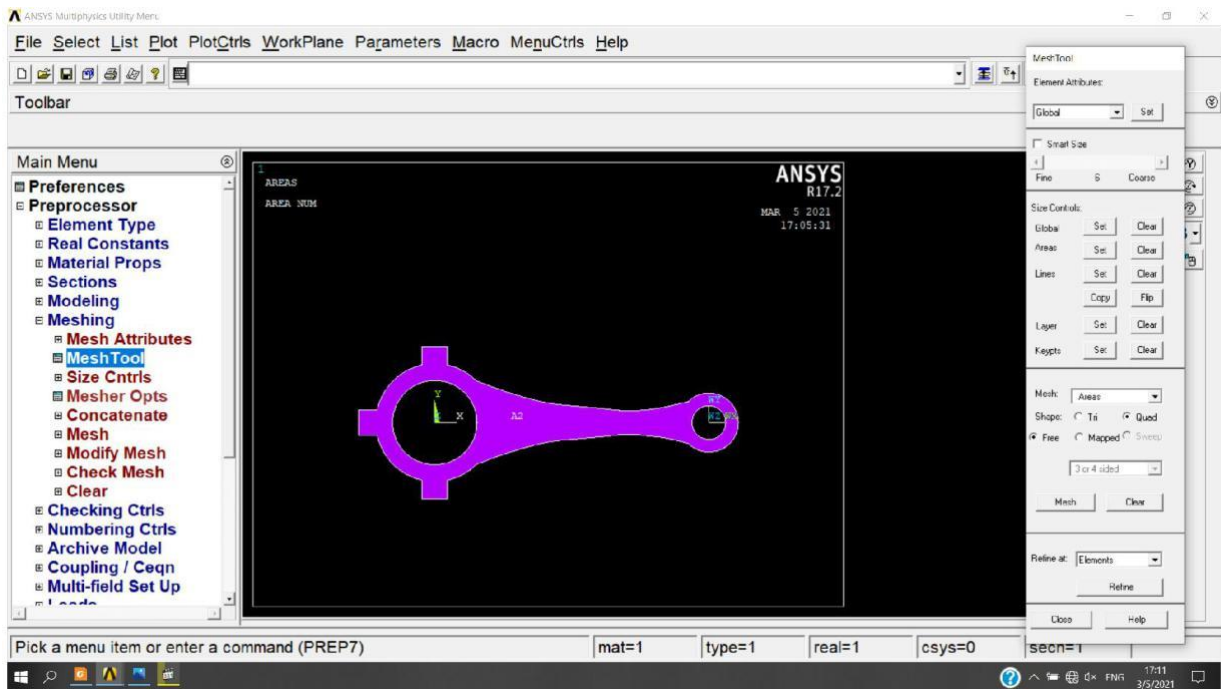 ANSYS Multiphysics Utility Menu
File Select List Plot PlotCtrls WorkPlane Parameters Macro MenuCtrls Help
Toolbar
Main Menu
Preferences
Preprocessor
Element Type
Real Constants
Material Props
Sections
Modeling
Meshing
Mesh Attributes
MeshTool
Size Cntrls
Mesher Opts
Concatenate
Mesh
Modify Mesh
Check Mesh
Clear
Checking Ctrls
Numbering Ctrls
Archive Model
Coupling / Ceqn
Multi-field Set Up
Loads
1
AREAS
AREA NUM
ANSYS
R17.2
MAR 5 2021
17:05:31
Y
X
A2
WY
WX
MeshTool
Element Attributes:
Global Set
Smart Size
Fine 6 Coarse
Size Controls:
Global Set Clear
Areas Set Clear
Lines Set Clear
Copy Flip
Layer Set Clear
Keypts Set Clear
Mesh: Areas
Shape: Tri Quad
Free Mapped Sweep
3 or 4 sided
Mesh Clear
Refine at: Elements
Refine
Close Help
Pick a menu item or enter a command (PREP7) mat=1 type=1 real=1 csys=0 secn=1
ENG 17:11
3/5/2021